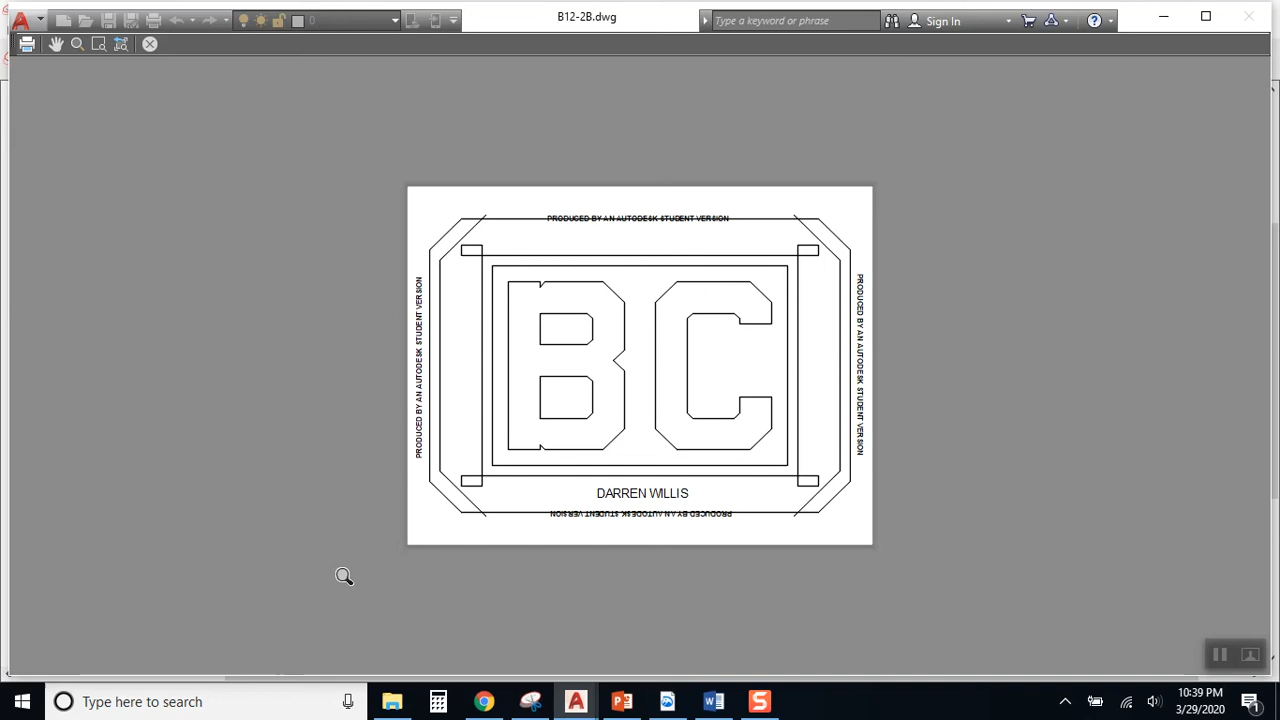 0
B12-2B.dwg
Type a keyword or phrase
Sign In
PRODUCED BY AN AUTODESK STUDENT VERSION
PRODUCED BY AN AUTODESK STUDENT VERSION
BC
PRODUCED BY AN AUTODESK STUDENT VERSION
DARREN WILLIS
PRODUCED BY AN AUTODESK STUDENT VERSION
Type here to search
10:39 PM
3/29/2020
1